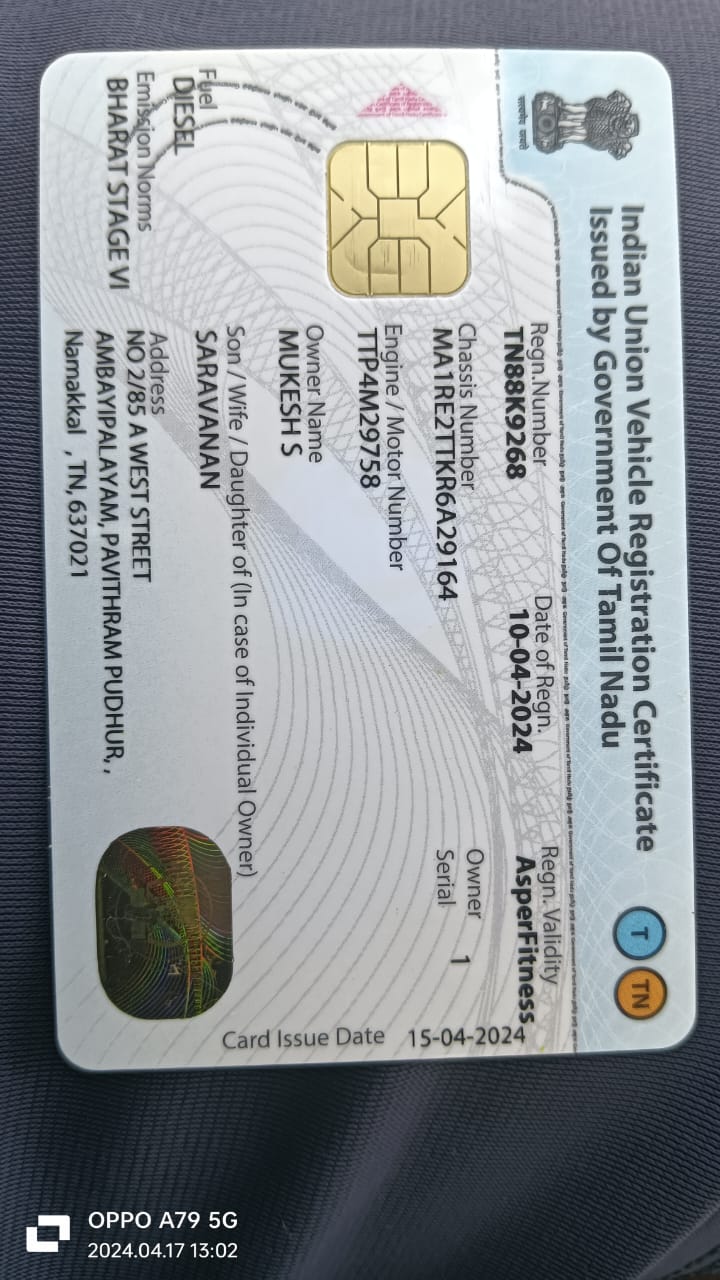 Indian Union Vehicle Registration Certificate
Issued by Government Of Tamil Nadu
T TN
सत्यमेव जयते
Regn.Number Date of Regn. Regn. Validity
TN88K9268 10-04-2024 AsperFitness
Chassis Number Owner
MA1RE2TTKR6A29164 Serial 1
Engine / Motor Number
TTP4M29758
Owner Name
MUKESH S
Son / Wife / Daughter of (In case of Individual Owner)
SARAVANAN
Fuel
DIESEL
Emission Norms
BHARAT STAGE VI
Address
NO 2/85 A WEST STREET
AMBAYIPALAYAM, PAVITHRAM PUDHUR, ,
Namakkal , TN, 637021
Card Issue Date 15-04-2024
OPPO A79 5G
2024.04.17 13:02